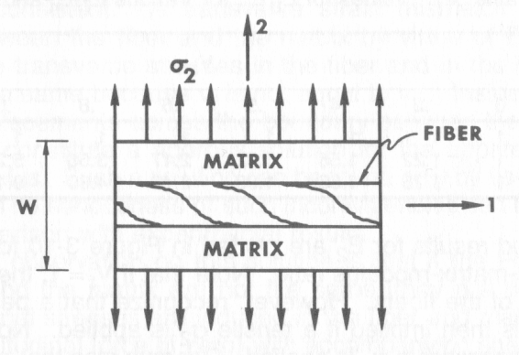 2
σ2
FIBER
MATRIX
W
1
MATRIX